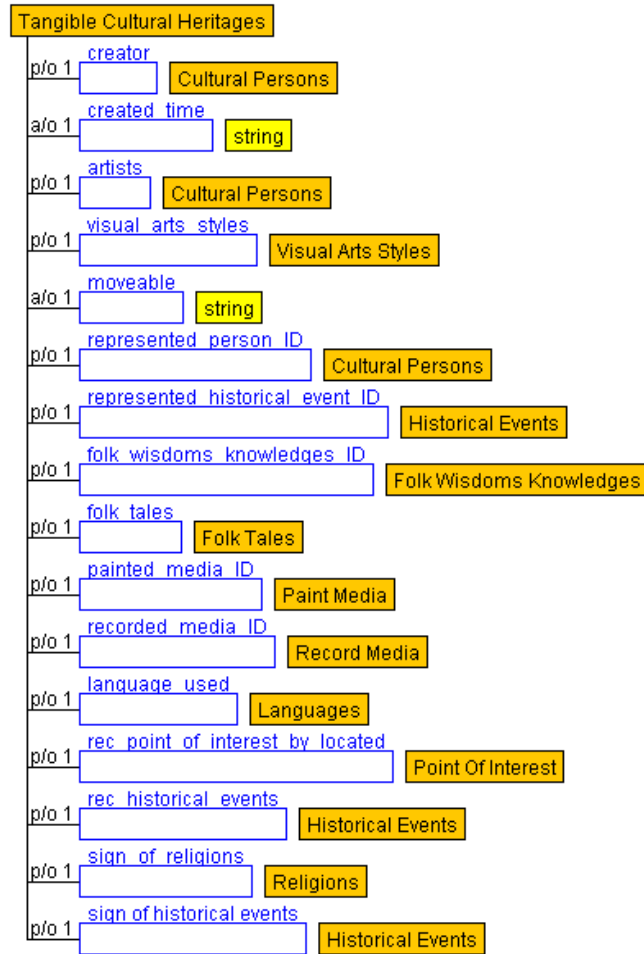 Tangible Cultural Heritages
p/o 1 creator Cultural Persons
a/o 1 created_time string
p/o 1 artists Cultural Persons
p/o 1 visual_arts_styles Visual Arts Styles
a/o 1 moveable string
p/o 1 represented_person_ID Cultural Persons
p/o 1 represented_historical_event_ID Historical Events
p/o 1 folk_wisdoms_knowledges_ID Folk Wisdoms Knowledges
p/o 1 folk_tales Folk Tales
p/o 1 painted_media_ID Paint Media
p/o 1 recorded_media_ID Record Media
p/o 1 language_used Languages
p/o 1 rec_point_of_interest_by_located Point Of Interest
p/o 1 rec_historical_events Historical Events
p/o 1 sign_of_religions Religions
p/o 1 sign of historical events Historical Events